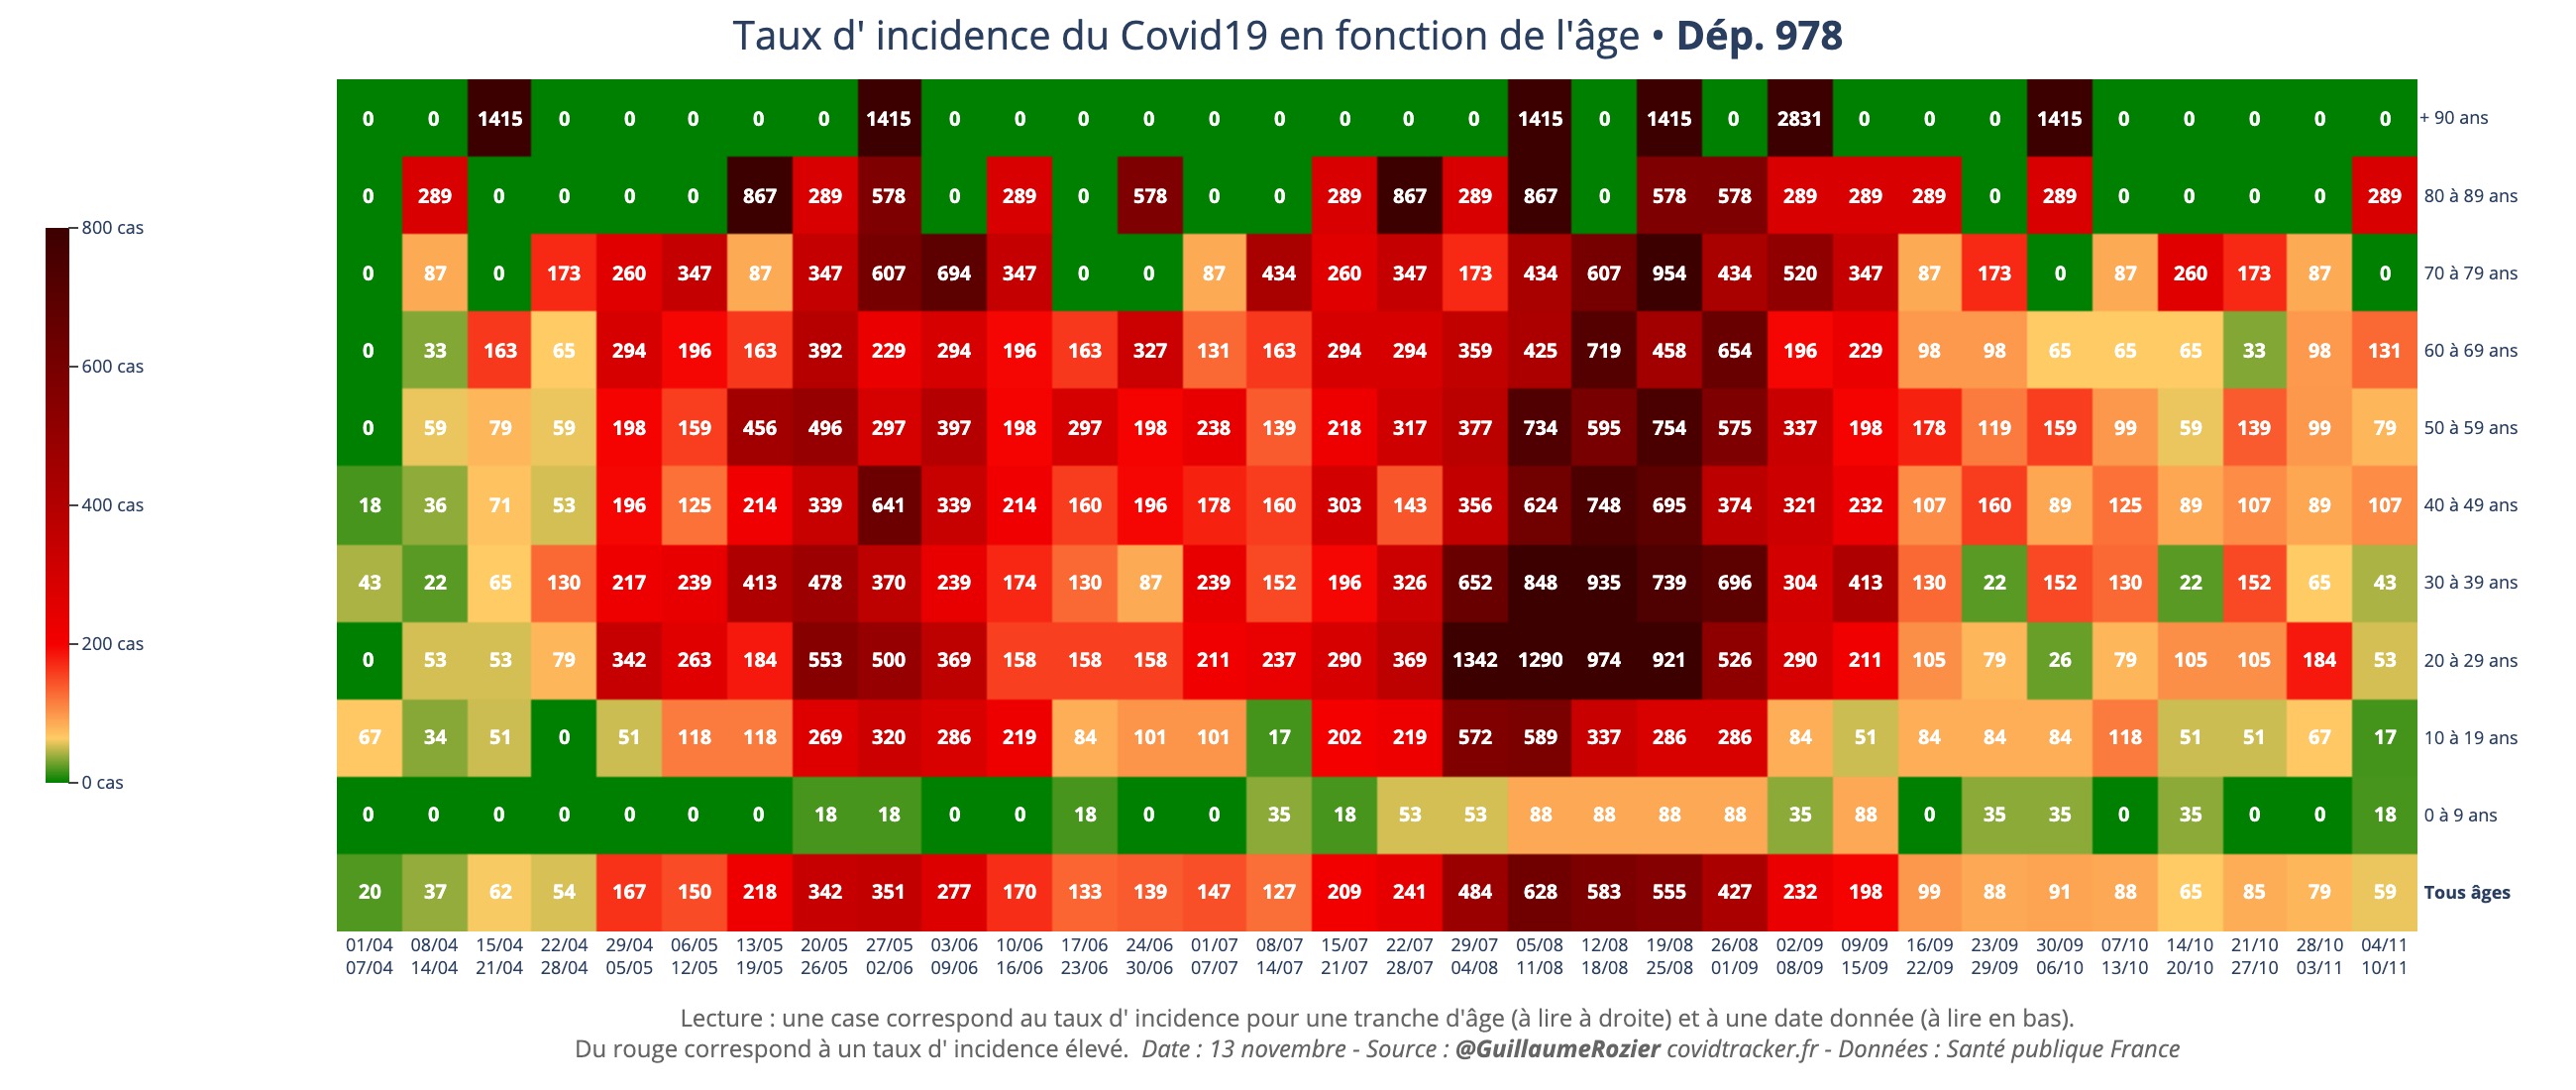 Taux d' incidence du Covid19 en fonction de l'âge • Dép. 978
0 0 1415 0 0 0 0 0 1415 0 0 0 0 0 0 0 0 0 1415 0 1415 0 2831 0 0 0 1415 0 0 0 0 0 + 90 ans
0 289 0 0 0 0 867 289 578 0 289 0 578 0 0 289 867 289 867 0 578 578 289 289 289 0 289 0 0 0 0 289 80 à 89 ans
800 cas
0 87 0 173 260 347 87 347 607 694 347 0 0 87 434 260 347 173 434 607 954 434 520 347 87 173 0 87 260 173 87 0 70 à 79 ans
0 33 163 65 294 196 163 392 229 294 196 163 327 131 163 294 294 359 425 719 458 654 196 229 98 98 65 65 65 33 98 131 60 à 69 ans
600 cas
0 59 79 59 198 159 456 496 297 397 198 297 198 238 139 218 317 377 734 595 754 575 337 198 178 119 159 99 59 139 99 79 50 à 59 ans
400 cas
18 36 71 53 196 125 214 339 641 339 214 160 196 178 160 303 143 356 624 748 695 374 321 232 107 160 89 125 89 107 89 107 40 à 49 ans
43 22 65 130 217 239 413 478 370 239 174 130 87 239 152 196 326 652 848 935 739 696 304 413 130 22 152 130 22 152 65 43 30 à 39 ans
200 cas
0 53 53 79 342 263 184 553 500 369 158 158 158 211 237 290 369 1342 1290 974 921 526 290 211 105 79 26 79 105 105 184 53 20 à 29 ans
67 34 51 0 51 118 118 269 320 286 219 84 101 101 17 202 219 572 589 337 286 286 84 51 84 84 84 118 51 51 67 17 10 à 19 ans
0 cas
0 0 0 0 0 0 0 18 18 0 0 18 0 0 35 18 53 53 88 88 88 88 35 88 0 35 35 0 35 0 0 18 0 à 9 ans
20 37 62 54 167 150 218 342 351 277 170 133 139 147 127 209 241 484 628 583 555 427 232 198 99 88 91 88 65 85 79 59 Tous âges
01/04 08/04 15/04 22/04 29/04 06/05 13/05 20/05 27/05 03/06 10/06 17/06 24/06 01/07 08/07 15/07 22/07 29/07 05/08 12/08 19/08 26/08 02/09 09/09 16/09 23/09 30/09 07/10 14/10 21/10 28/10 04/11
07/04 14/04 21/04 28/04 05/05 12/05 19/05 26/05 02/06 09/06 16/06 23/06 30/06 07/07 14/07 21/07 28/07 04/08 11/08 18/08 25/08 01/09 08/09 15/09 22/09 29/09 06/10 13/10 20/10 27/10 03/11 10/11
Lecture : une case correspond au taux d' incidence pour une tranche d'âge (à lire à droite) et à une date donnée (à lire en bas).
Du rouge correspond à un taux d' incidence élevé. Date : 13 novembre - Source : @GuillaumeRozier covidtracker.fr - Données : Santé publique France